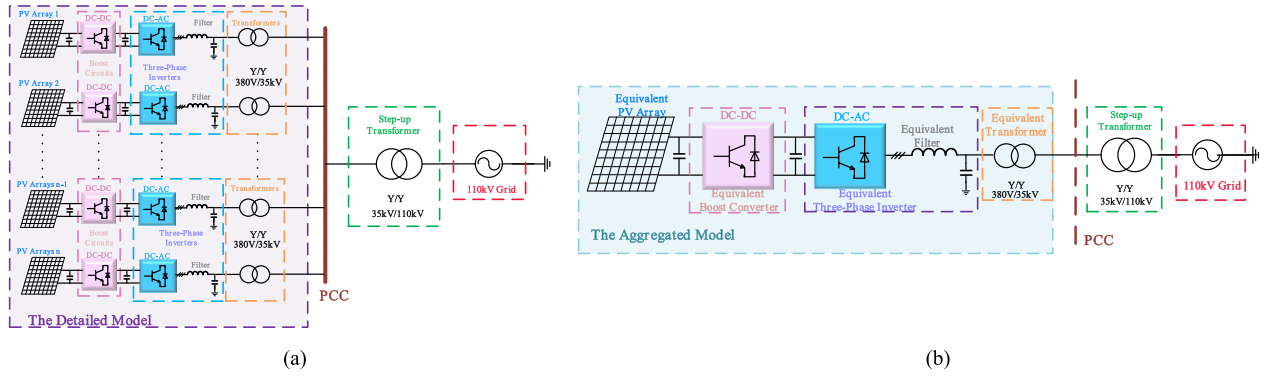 PV Array 1
DC-DC
DC-AC
Filter
Transformers
Boost
Circuits
Three-Phase
Inverters
Y/Y
380V/35kV
PV Array 2
DC-DC
DC-AC
Filter
PV Arrays n-1
DC-DC
DC-AC
Filter
Transformers
Boost
Circuits
Three-Phase
Inverters
Y/Y
380V/35kV
PV Arrays n
DC-DC
DC-AC
Filter
The Detailed Model
PCC
Step-up
Transformer
Y/Y
35kV/110kV
110kV Grid
(a)
Equivalent
PV Array
DC-DC
Equivalent
Boost Converter
DC-AC
Equivalent
Three-Phase Inverter
Equivalent
Filter
Equivalent
Transformer
Y/Y
380V/35kV
The Aggregated Model
PCC
Step-up
Transformer
Y/Y
35kV/110kV
110kV Grid
(b)